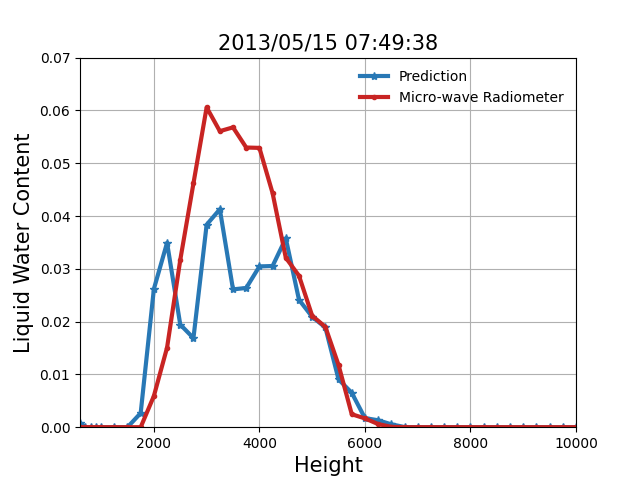 2013/05/15 07:49:38
0.07
0.06
0.05
0.04
0.03
0.02
0.01
0.00
Liquid Water Content
Prediction
Micro-wave Radiometer
2000 4000 6000 8000 10000
Height